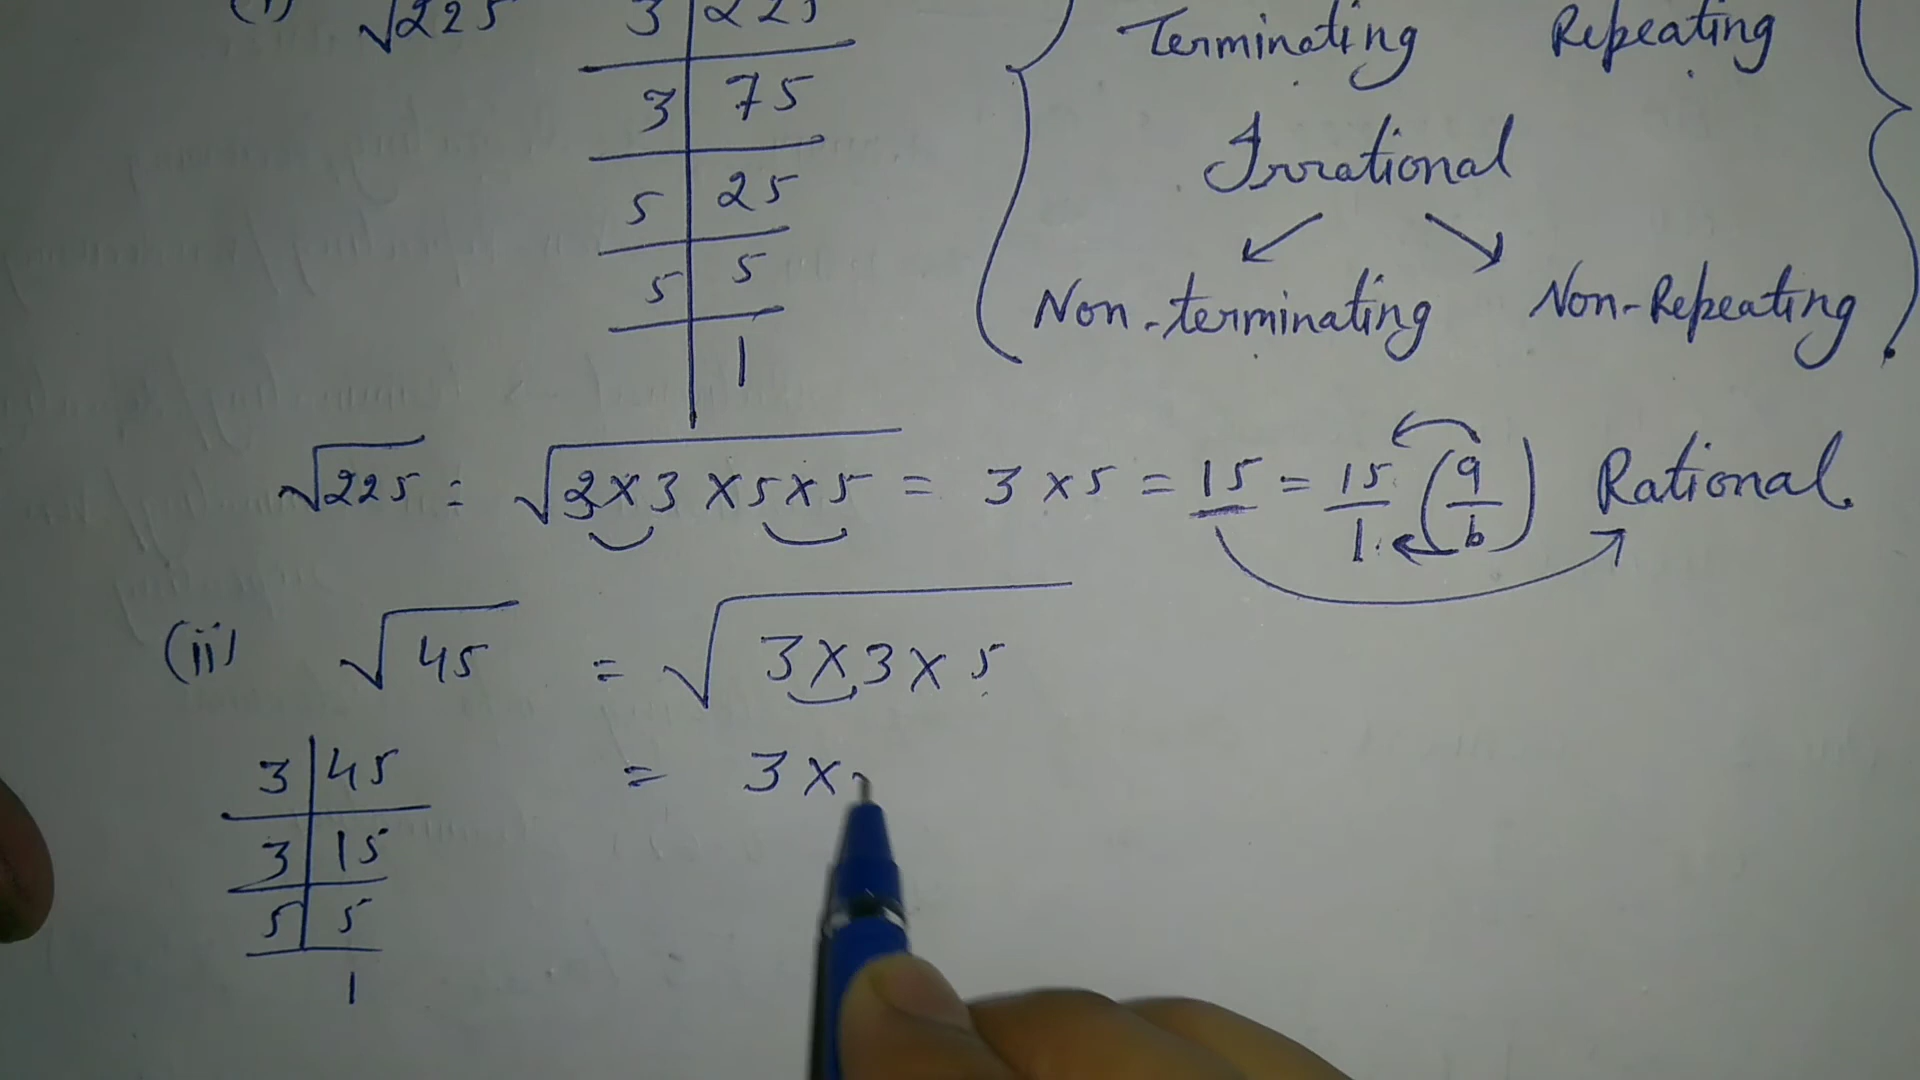 (i) √225
3 | 225
3 | 75
5 | 25
5 | 5
1
Terminating Repeating
Irrational
Non-terminating Non-Repeating
√225 = √3×3×5×5 = 3×5 = 15 = 15/1 (a/b) Rational.
(ii) √45 = √3×3×5
= 3×
3 | 45
3 | 15
5 | 5
1